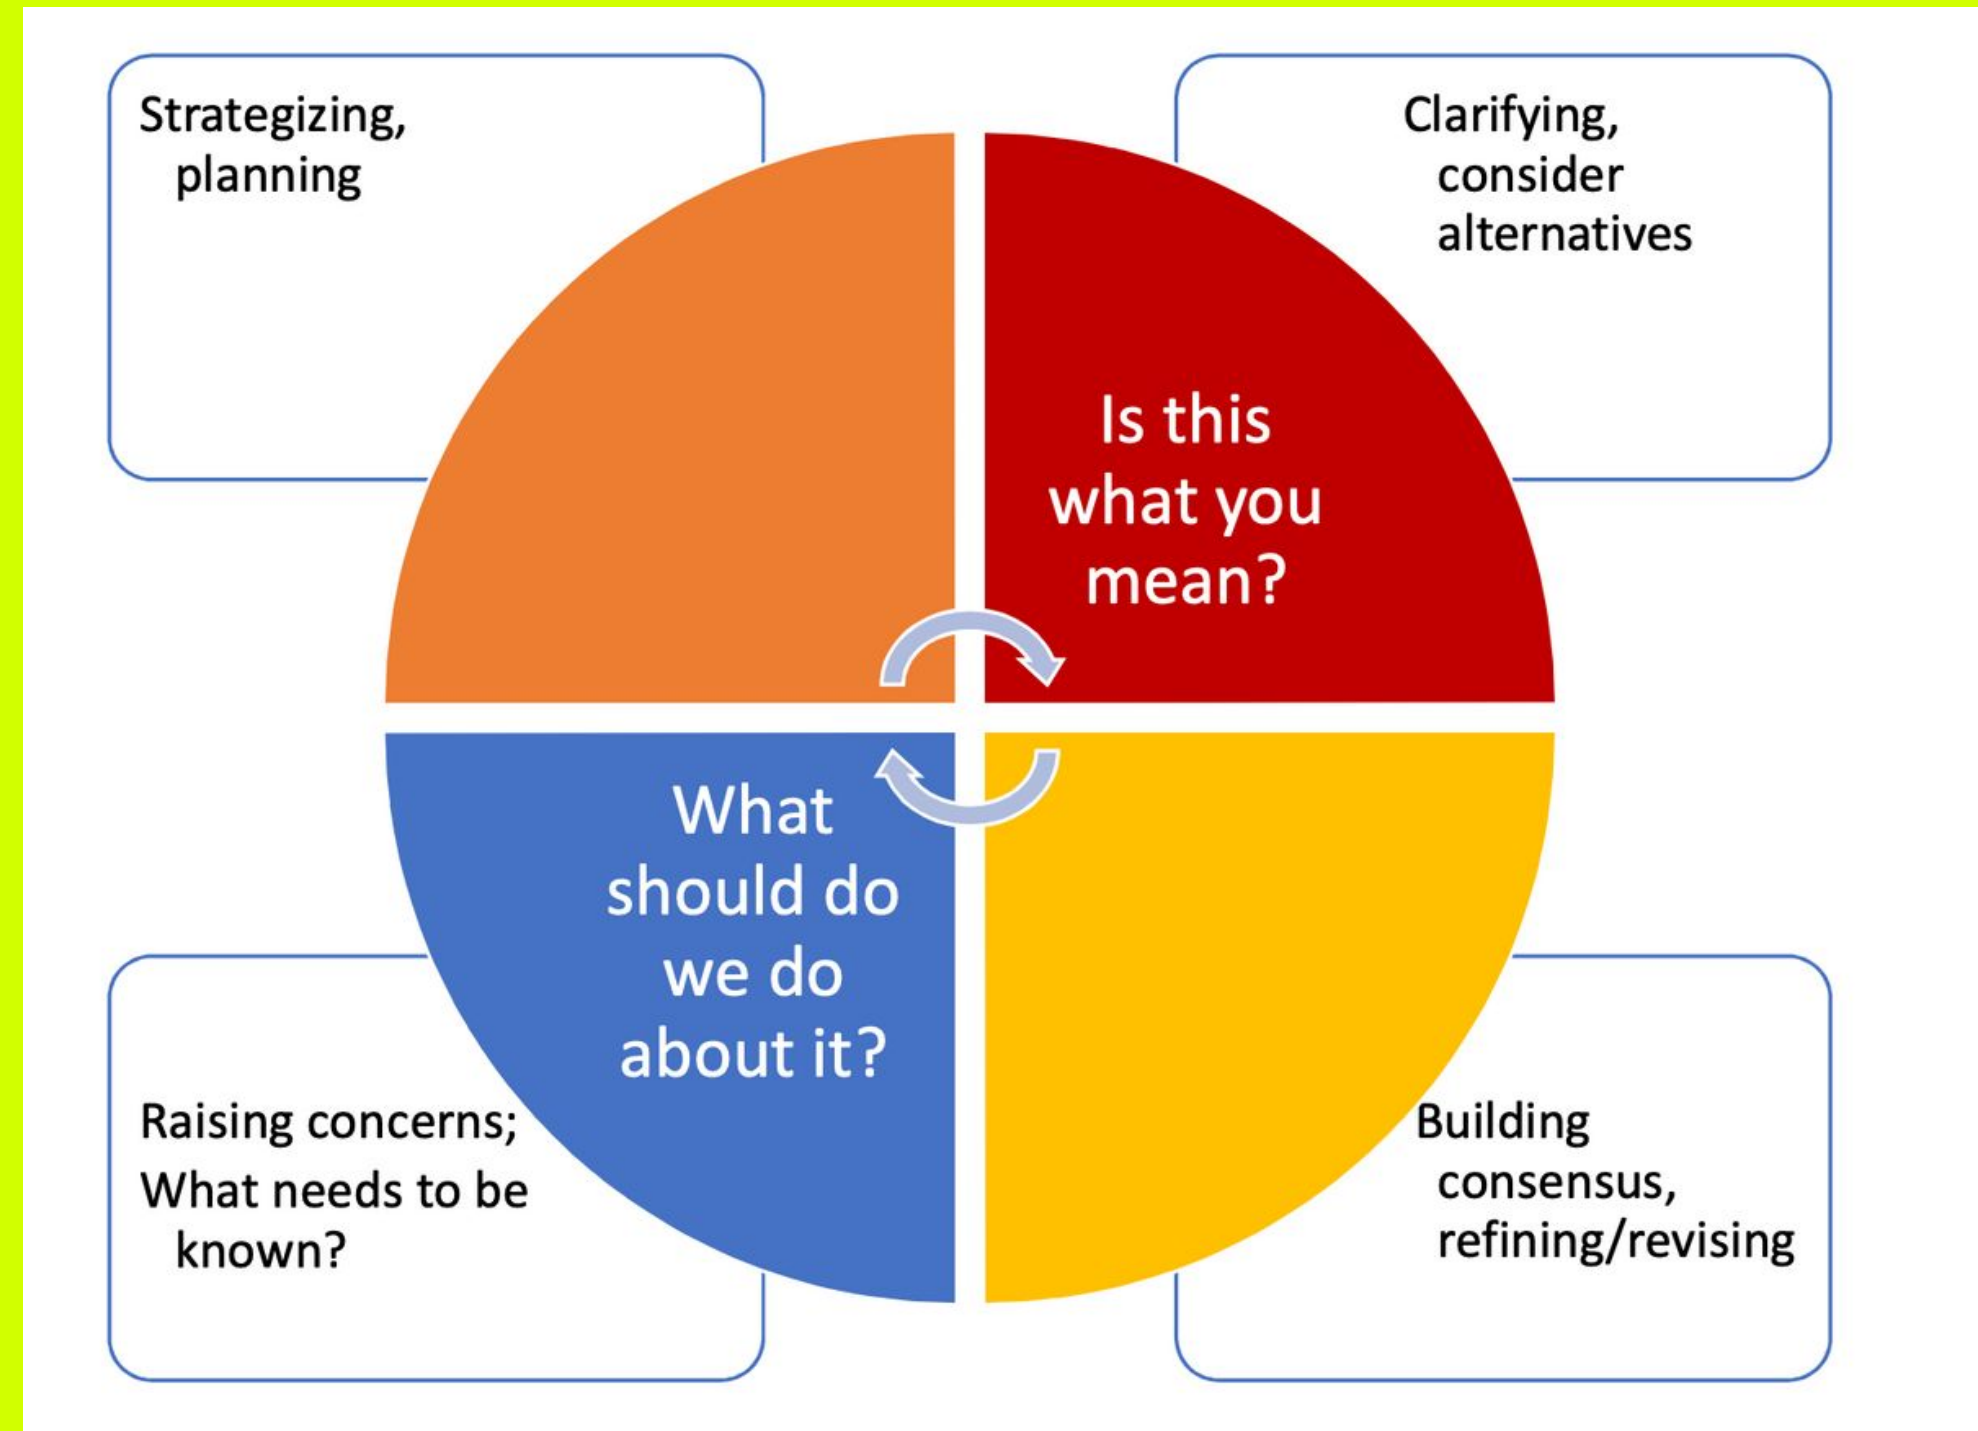 Strategizing,
planning
Clarifying,
consider
alternatives
Is this
what you
mean?
What
should do
we do
about it?
Raising concerns;
What needs to be
known?
Building
consensus,
refining/revising